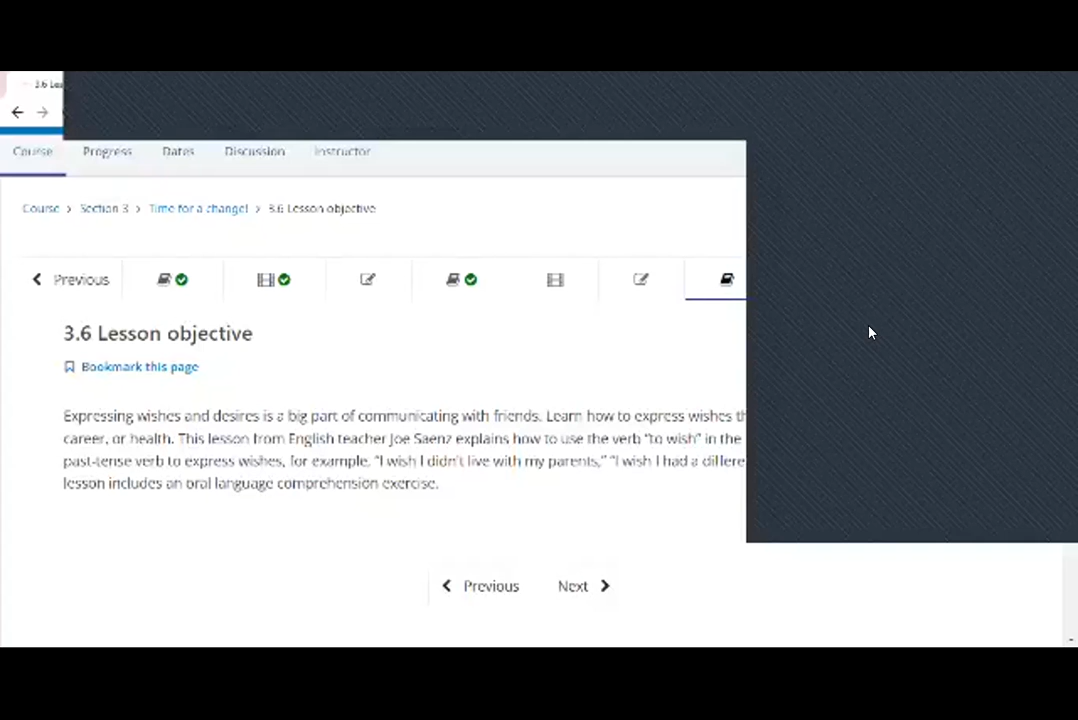 3.6 Les
Course Progress Dates Discussion Instructor
Course > Section 3 > Time for a change! > 3.6 Lesson objective
Previous
3.6 Lesson objective
Bookmark this page
Expressing wishes and desires is a big part of communicating with friends. Learn how to express wishes th
career, or health. This lesson from English teacher Joe Saenz explains how to use the verb “to wish” in the
past-tense verb to express wishes, for example, “I wish I didn't live with my parents,” “I wish I had a differe
lesson includes an oral language comprehension exercise.
Previous Next